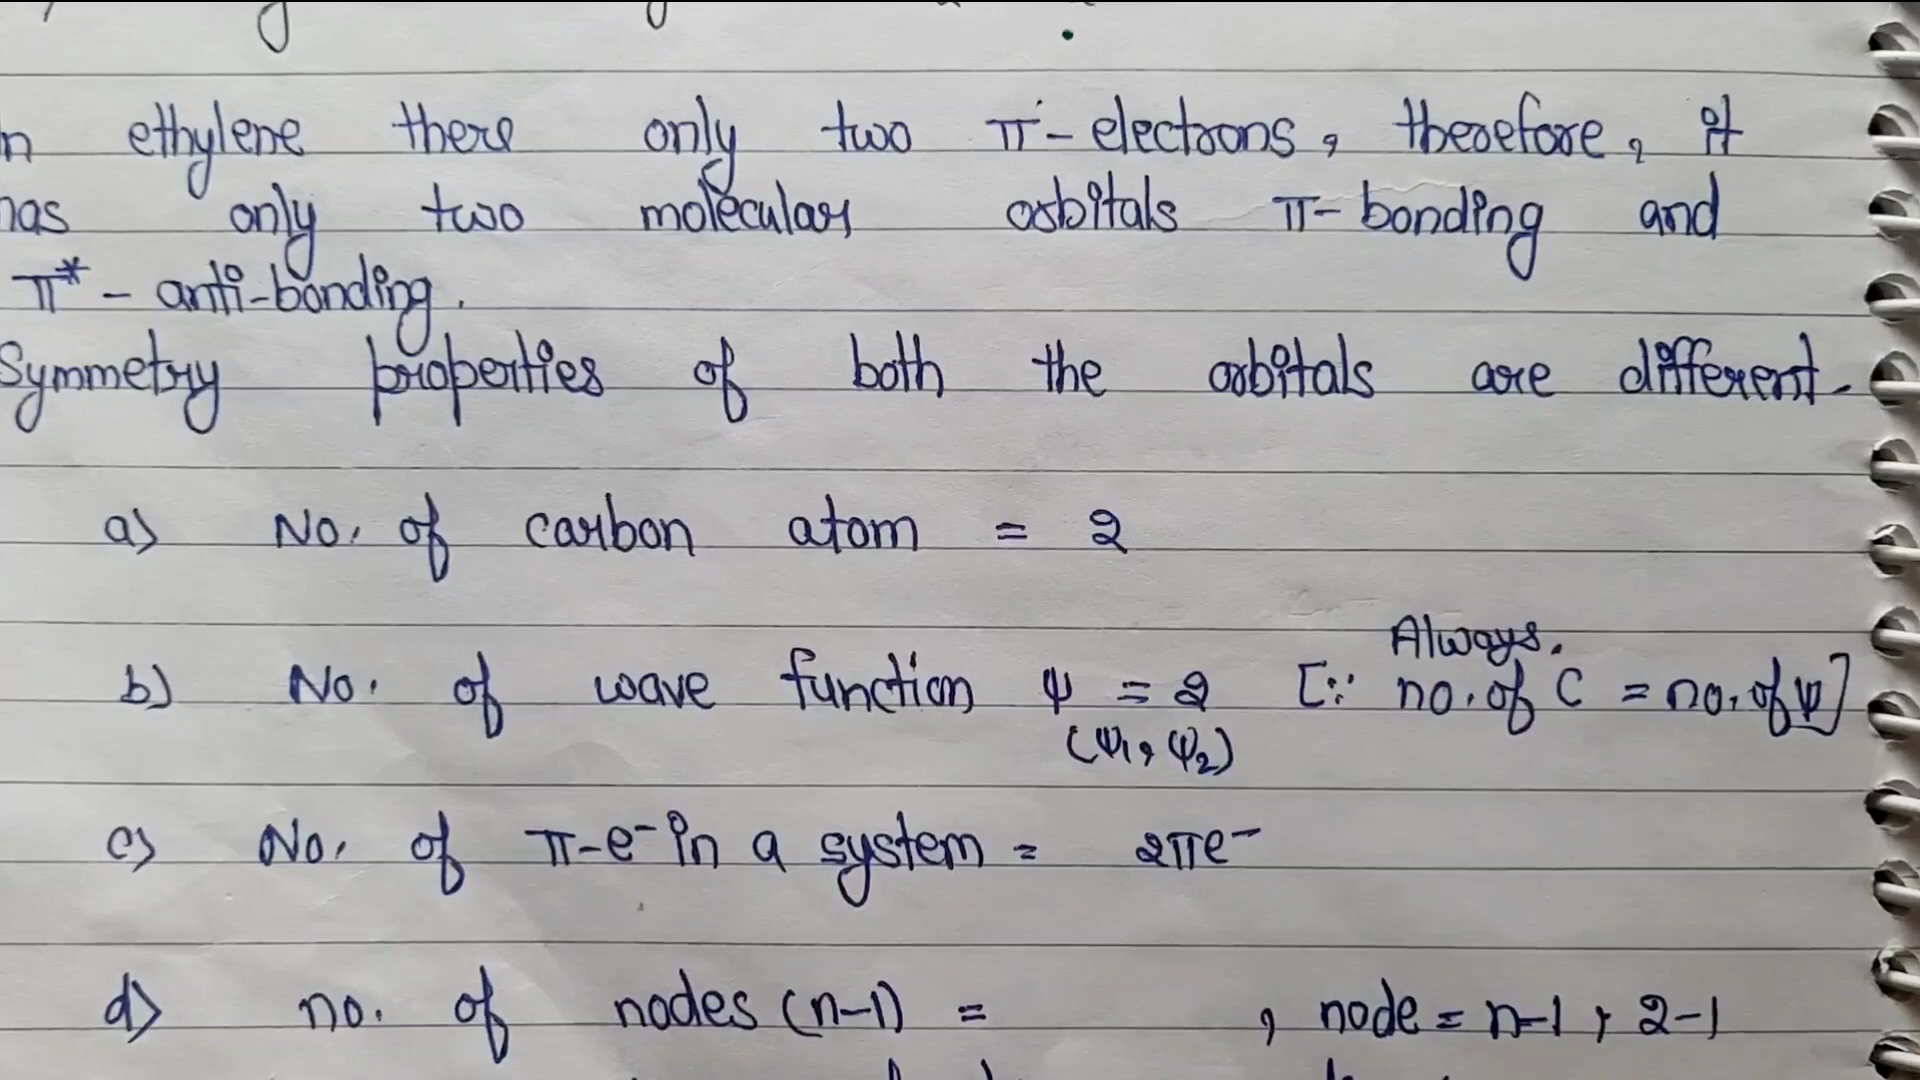 n ethylene there only two π-electrons, therefore, it
has only two molecular orbitals π-bonding and
π* - anti-bonding.
Symmetry properties of both the orbitals are different.
a) No. of carbon atom = 2
Always.
b) No. of wave function ψ = 2 [∵ no. of C = no. of ψ]
(ψ1, ψ2)
c) No. of π-e⁻ in a system = 2πe⁻
d) no. of nodes (n-1) = , node = n-1, 2-1